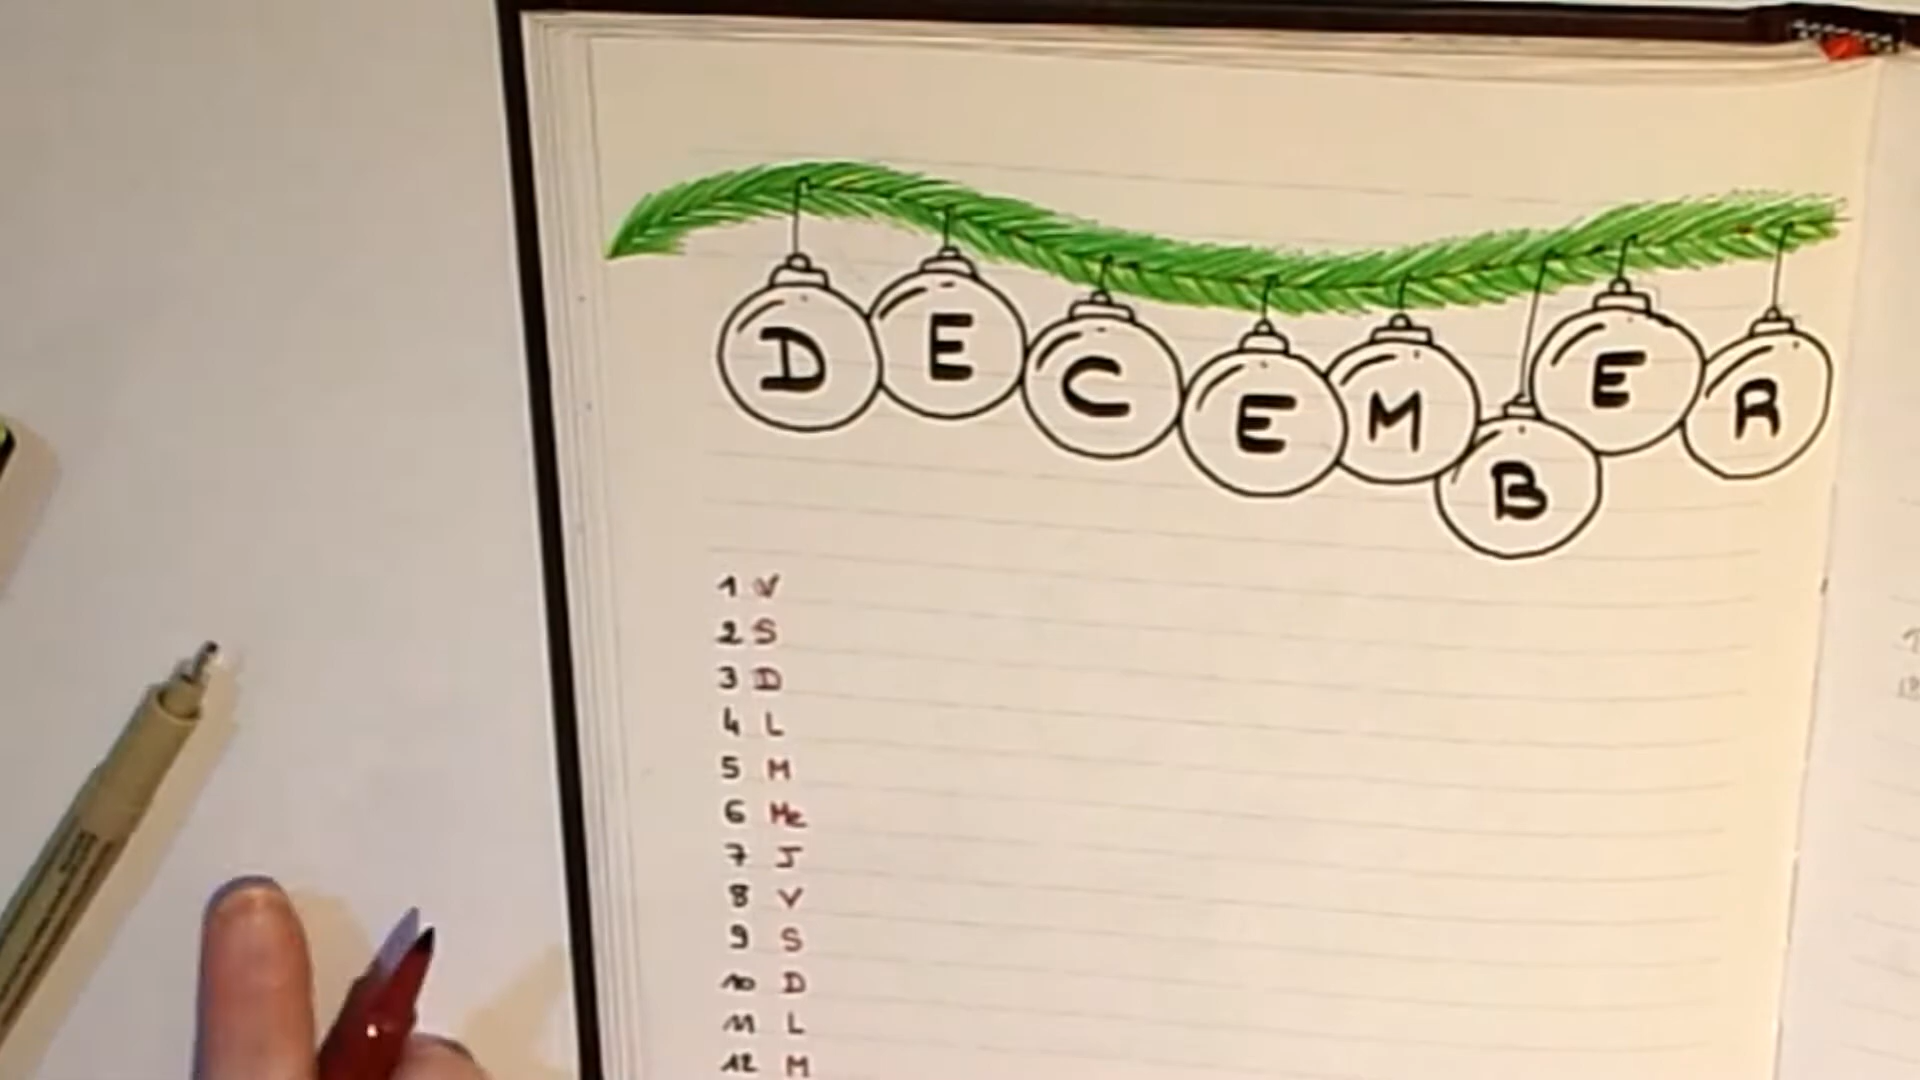 DECEMBER
1 V
2 S
3 D
4 L
5 M
6 Me
7 J
8 V
9 S
10 D
11 L
12 M